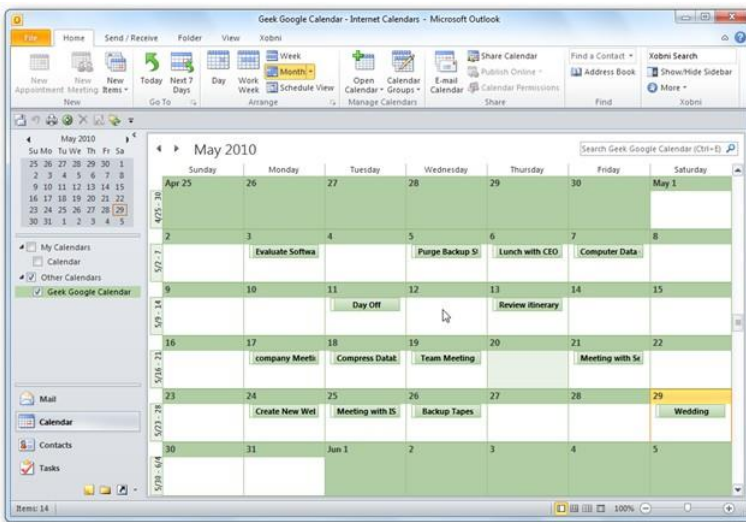 Geek Google Calendar - Internet Calendars - Microsoft Outlook
File Home Send / Receive Folder View Xobni
New Appointment New Meeting New Items
New
Today Next 7 Days
Go To
Day Work Week Week Month Schedule View
Arrange
Open Calendar Calendar Groups
Manage Calendars
E-mail Calendar Share Calendar Publish Online Calendar Permissions
Share
Find a Contact Address Book
Find
Xobni Search Show/Hide Sidebar More
Xobni
May 2010
Su Mo Tu We Th Fr Sa
25 26 27 28 29 30 1
2 3 4 5 6 7 8
9 10 11 12 13 14 15
16 17 18 19 20 21 22
23 24 25 26 27 28 29
30 31 1 2 3 4 5
My Calendars
Calendar
Other Calendars
Geek Google Calendar
Mail
Calendar
Contacts
Tasks
May 2010
Search Geek Google Calendar (Ctrl+E)
Sunday Monday Tuesday Wednesday Thursday Friday Saturday
4/25 - 30
Apr 25 26 27 28 29 30 May 1
5/2 - 7
2 3 4 5 6 7 8
Evaluate Softwa Purge Backup S Lunch with CEO Computer Data
5/9 - 14
9 10 11 12 13 14 15
Day Off Review itinerary
5/16 - 21
16 17 18 19 20 21 22
company Meeti Compress Datab Team Meeting Meeting with Se
5/23 - 28
23 24 25 26 27 28 29
Create New Wel Meeting with IS Backup Tapes Wedding
5/30 - 6/4
30 31 Jun 1 2 3 4 5
Items: 14
100%